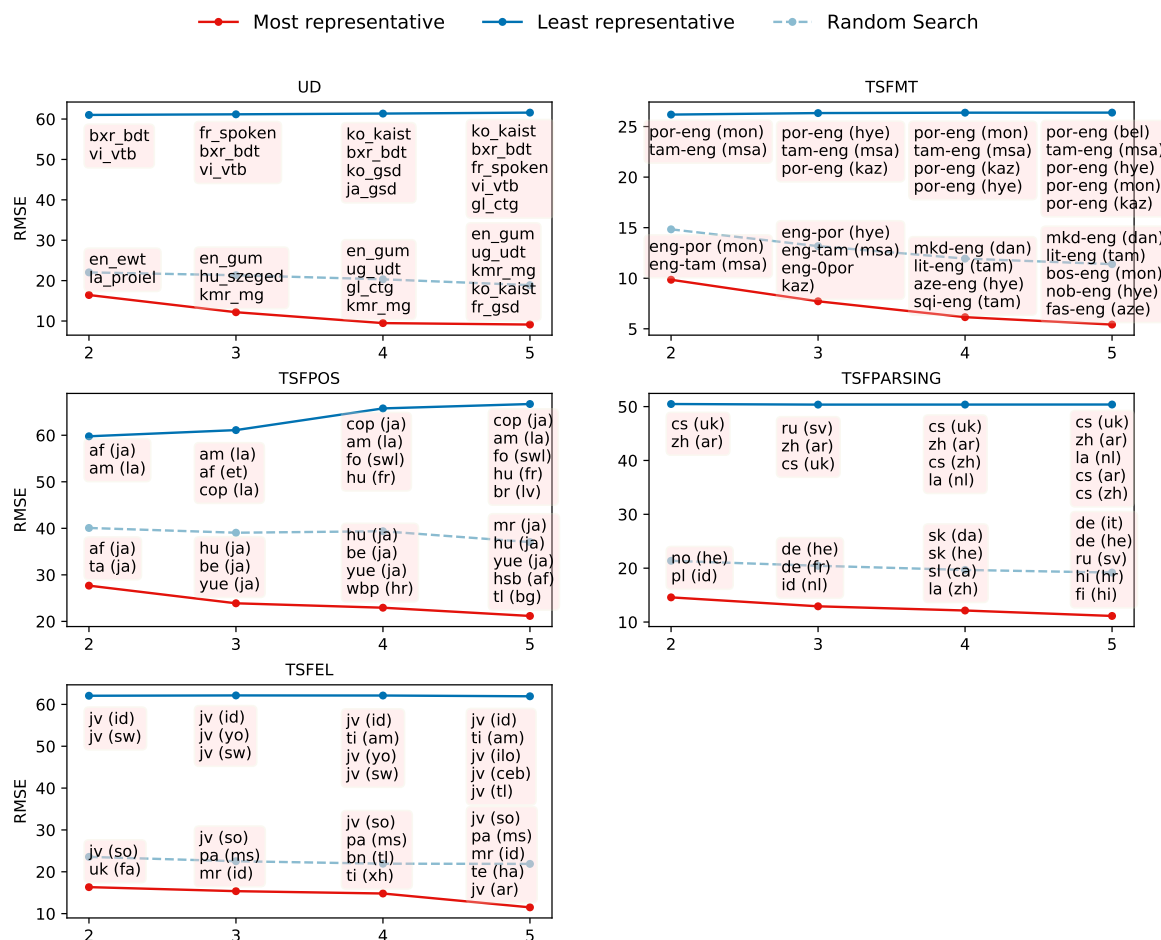 Most representative
Least representative
Random Search
UD
RMSE
60
50
40
30
20
10
bxr_bdt
vi_vtb
fr_spoken
bxr_bdt
vi_vtb
ko_kaist
bxr_bdt
ko_gsd
ja_gsd
ko_kaist
bxr_bdt
fr_spoken
vi_vtb
gl_ctg
en_ewt
la_proiel
en_gum
hu_szeged
kmr_mg
en_gum
ug_udt
gl_ctg
kmr_mg
en_gum
ug_udt
kmr_mg
ko_kaist
fr_gsd
2 3 4 5
TSFMT
25
20
15
10
5
por-eng (mon)
tam-eng (msa)
por-eng (hye)
tam-eng (msa)
por-eng (kaz)
por-eng (mon)
tam-eng (msa)
por-eng (kaz)
por-eng (hye)
por-eng (bel)
tam-eng (msa)
por-eng (hye)
por-eng (mon)
por-eng (kaz)
eng-por (mon)
eng-tam (msa)
eng-por (hye)
eng-tam (msa)
eng-0por
kaz)
mkd-eng (dan)
lit-eng (tam)
aze-eng (hye)
sqi-eng (tam)
mkd-eng (dan)
lit-eng (tam)
bos-eng (mon)
nob-eng (hye)
fas-eng (aze)
2 3 4 5
TSFPOS
RMSE
60
50
40
30
20
af (ja)
am (la)
am (la)
af (et)
cop (la)
cop (ja)
am (la)
fo (swl)
hu (fr)
cop (ja)
am (la)
fo (swl)
hu (fr)
br (lv)
af (ja)
ta (ja)
hu (ja)
be (ja)
yue (ja)
hu (ja)
be (ja)
yue (ja)
wbp (hr)
mr (ja)
hu (ja)
yue (ja)
hsb (af)
tl (bg)
2 3 4 5
TSFPARSING
50
40
30
20
10
cs (uk)
zh (ar)
ru (sv)
zh (ar)
cs (uk)
cs (uk)
zh (ar)
cs (zh)
la (nl)
cs (uk)
zh (ar)
la (nl)
cs (ar)
cs (zh)
no (he)
pl (id)
de (he)
de (fr)
id (nl)
sk (da)
sk (he)
sl (ca)
la (zh)
de (it)
de (he)
ru (sv)
hi (hr)
fi (hi)
2 3 4 5
TSFEL
RMSE
60
50
40
30
20
10
jv (id)
jv (sw)
jv (id)
jv (yo)
jv (sw)
jv (id)
ti (am)
jv (yo)
jv (sw)
jv (id)
ti (am)
jv (ilo)
jv (ceb)
jv (tl)
jv (so)
uk (fa)
jv (so)
pa (ms)
mr (id)
jv (so)
pa (ms)
bn (tl)
ti (xh)
jv (so)
pa (ms)
mr (id)
te (ha)
jv (ar)
2 3 4 5